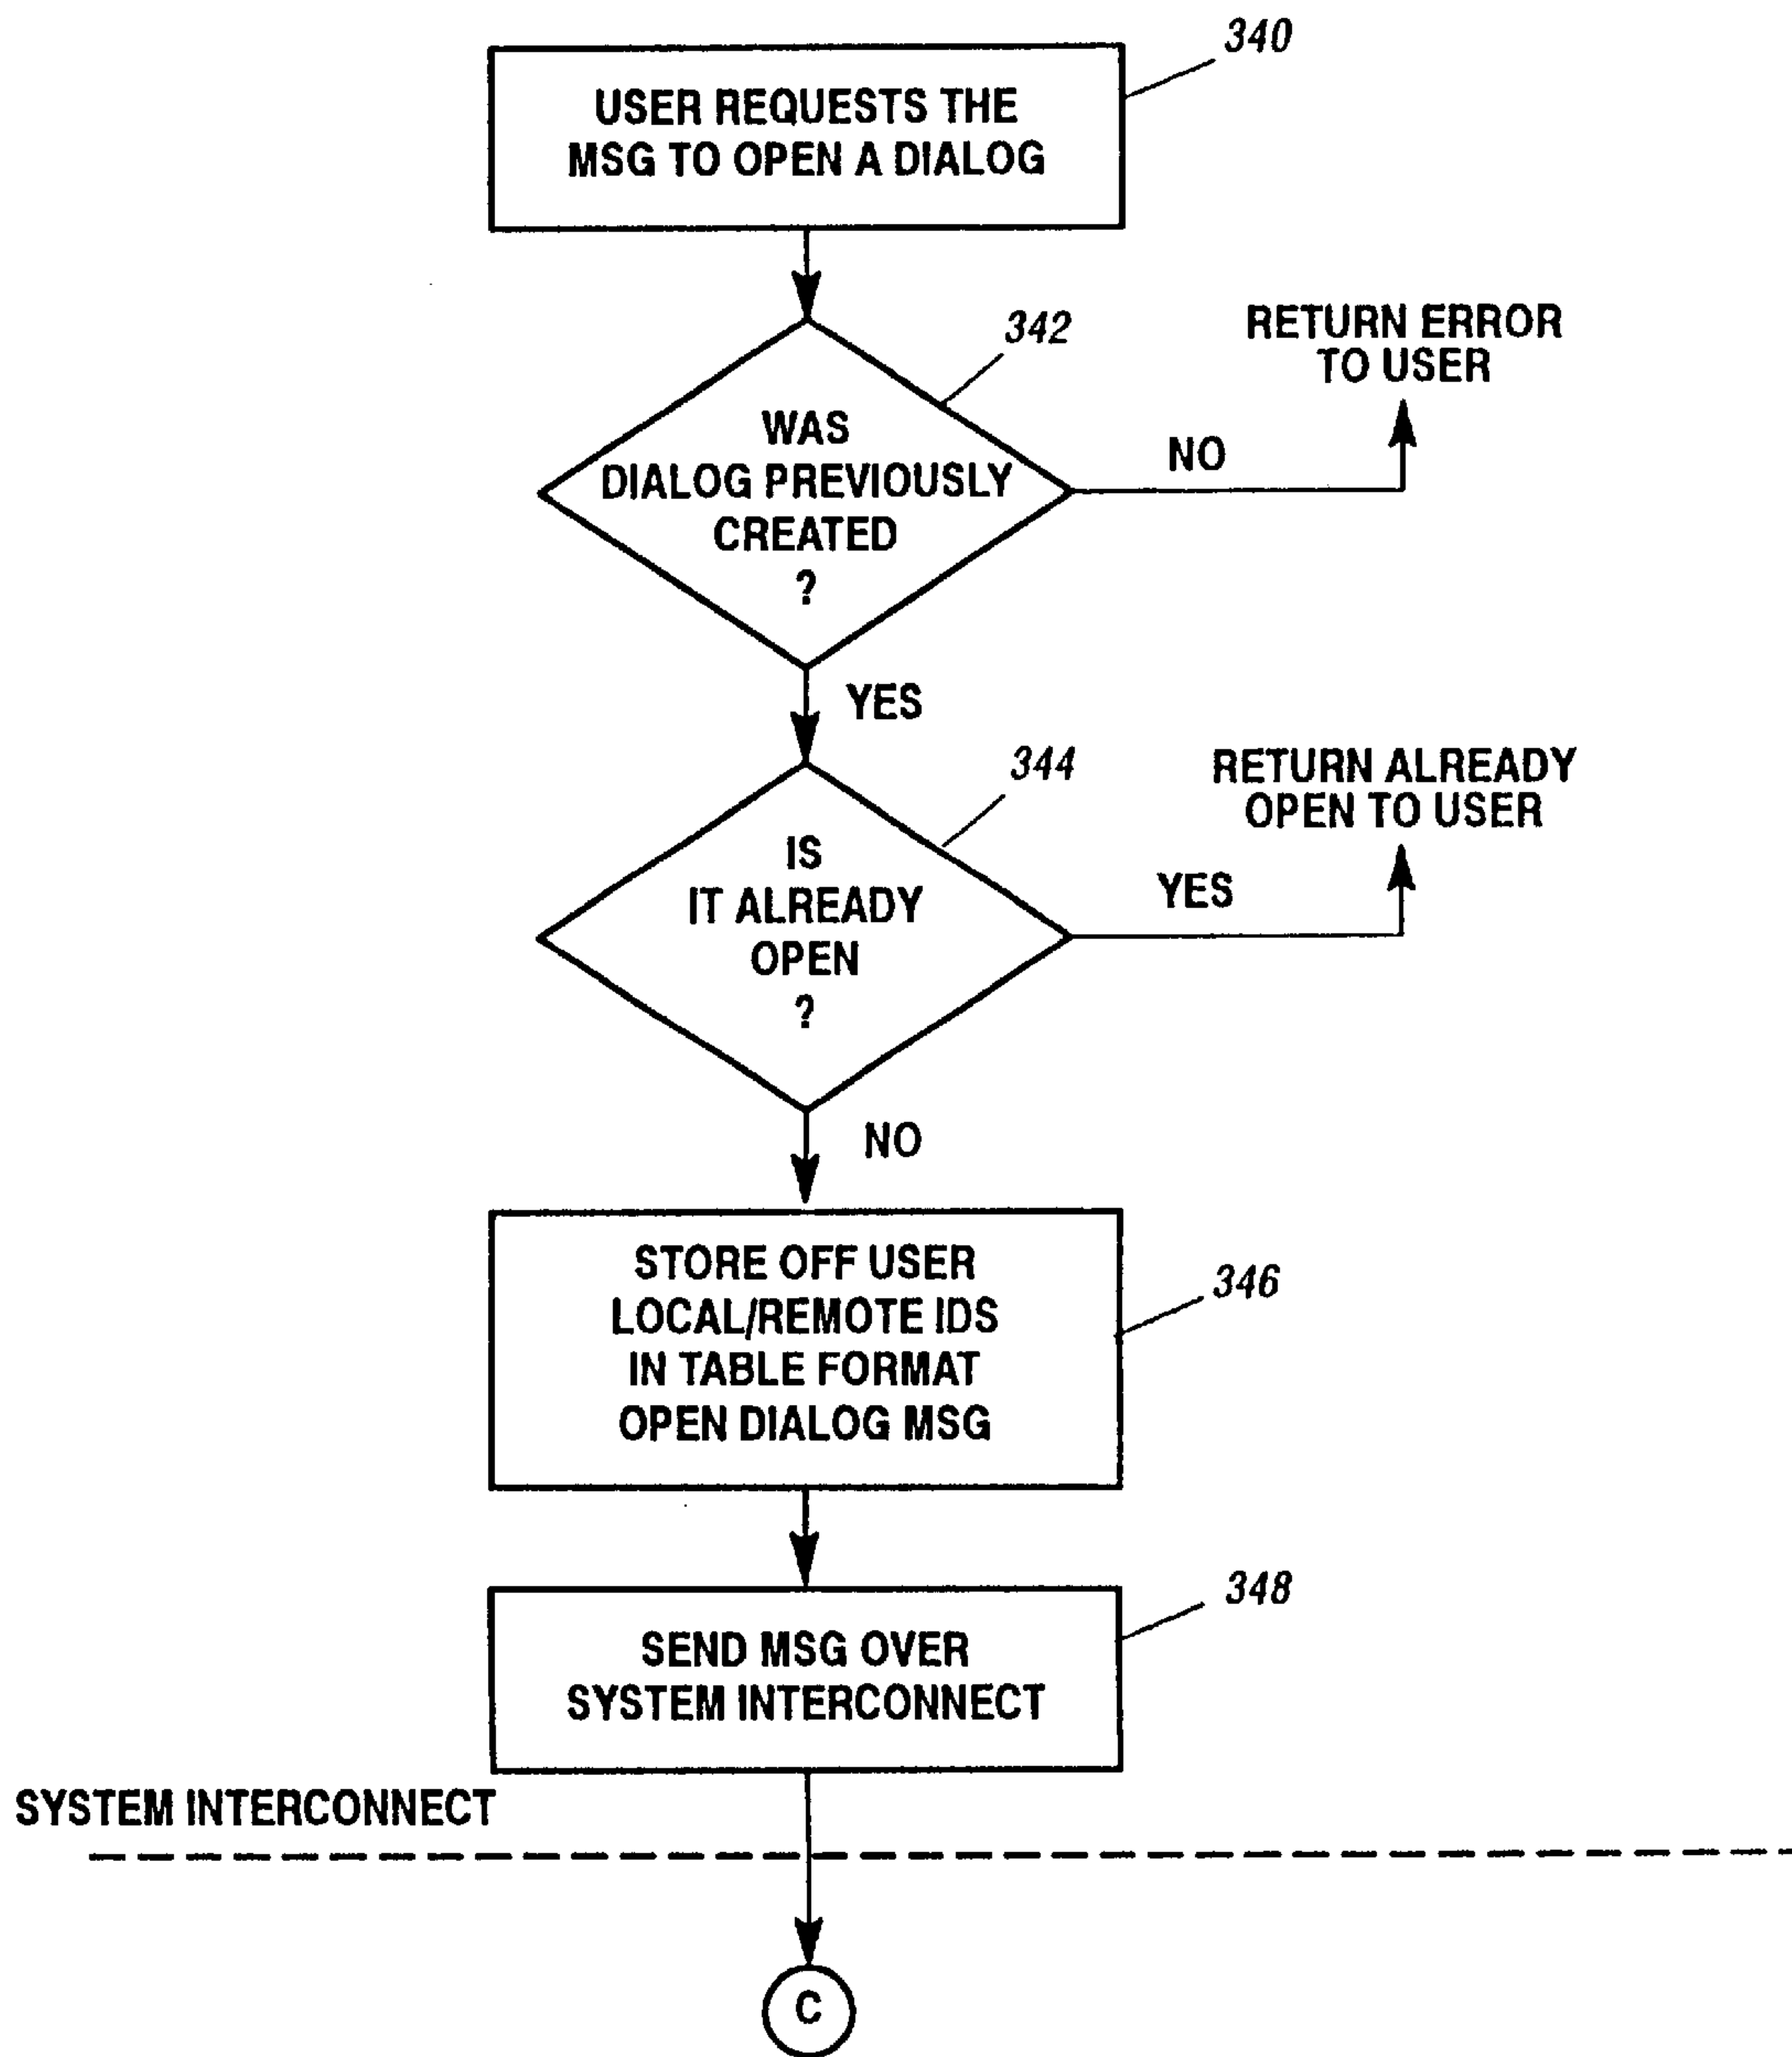 340
USER REQUESTS THE
MSG TO OPEN A DIALOG
342
RETURN ERROR
TO USER
WAS
DIALOG PREVIOUSLY
CREATED
?
NO
YES
344
RETURN ALREADY
OPEN TO USER
IS
IT ALREADY
OPEN
?
YES
NO
STORE OFF USER
LOCAL/REMOTE IDS
IN TABLE FORMAT
OPEN DIALOG MSG
346
348
SEND MSG OVER
SYSTEM INTERCONNECT
SYSTEM INTERCONNECT
C